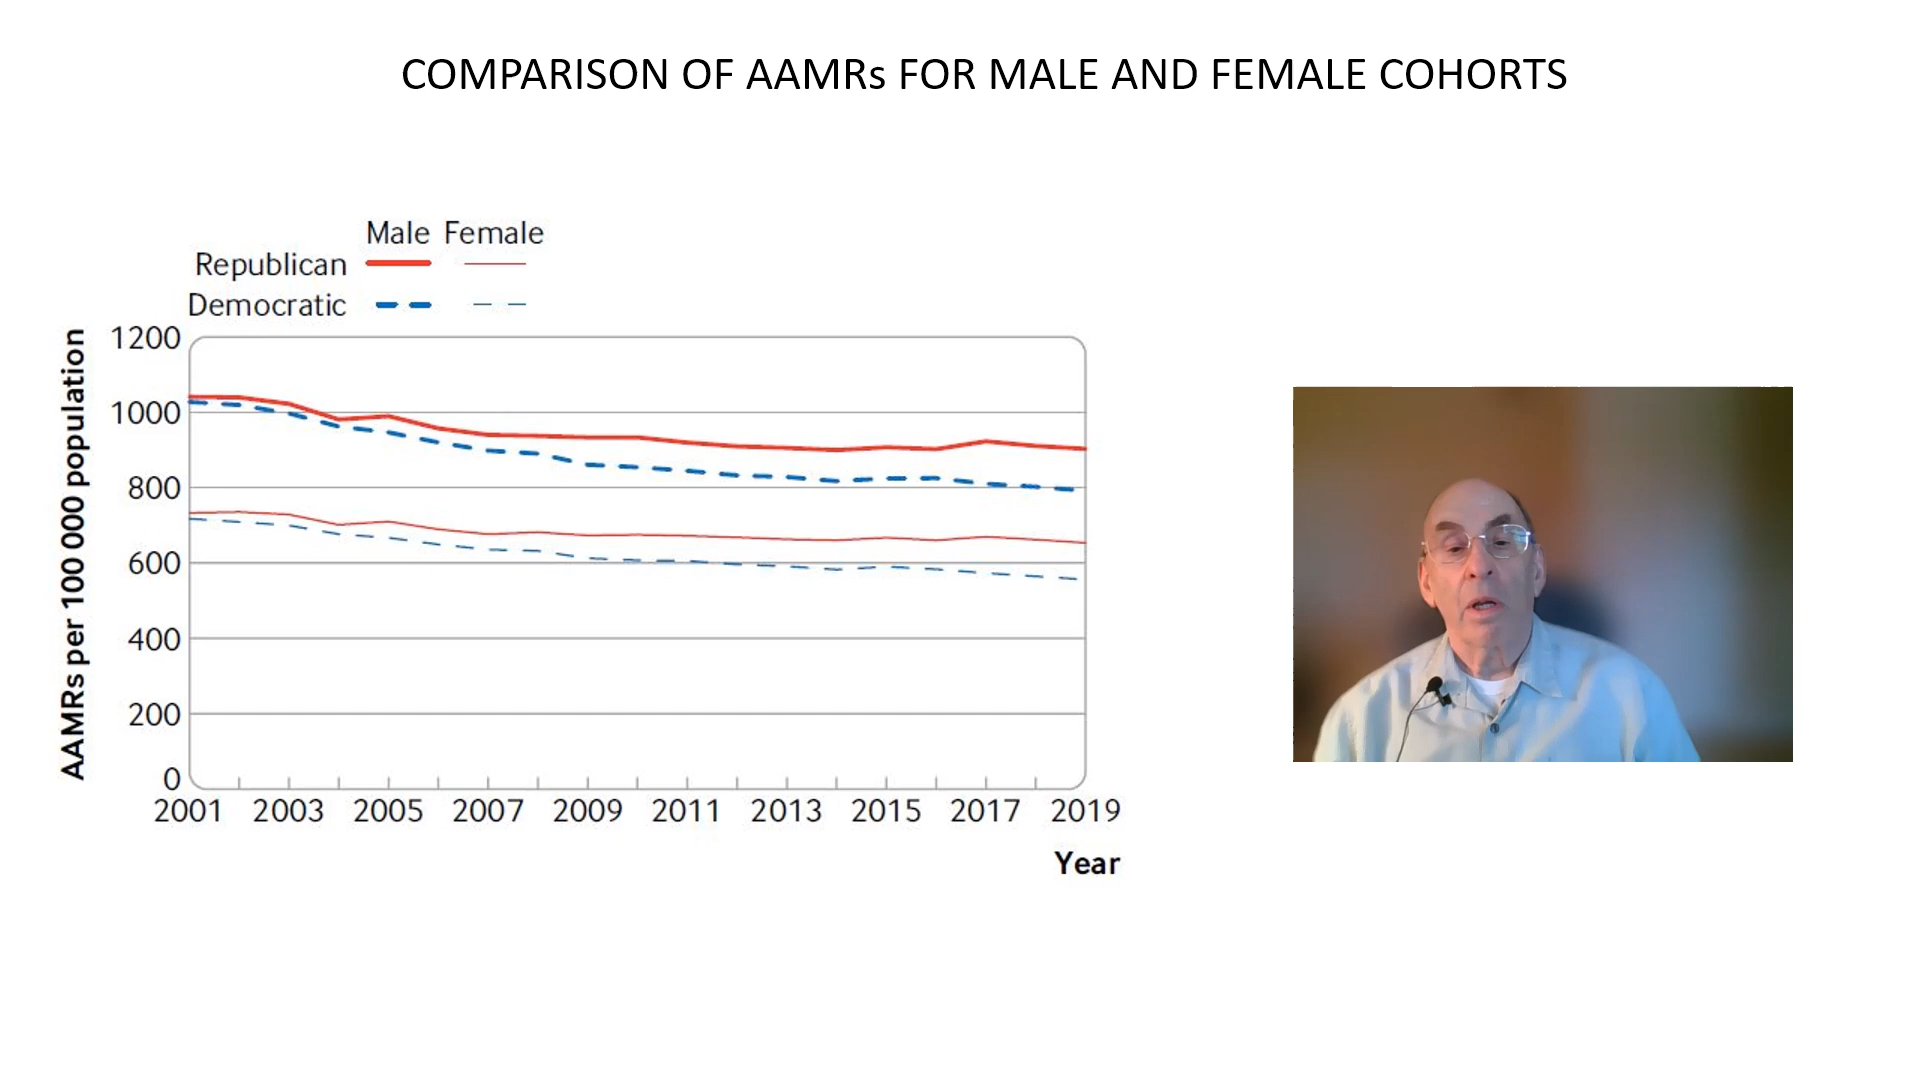 COMPARISON OF AAMRs FOR MALE AND FEMALE COHORTS
Male Female
Republican
Democratic
AAMRs per 100 000 population
1200
1000
800
600
400
200
0
2001 2003 2005 2007 2009 2011 2013 2015 2017 2019
Year